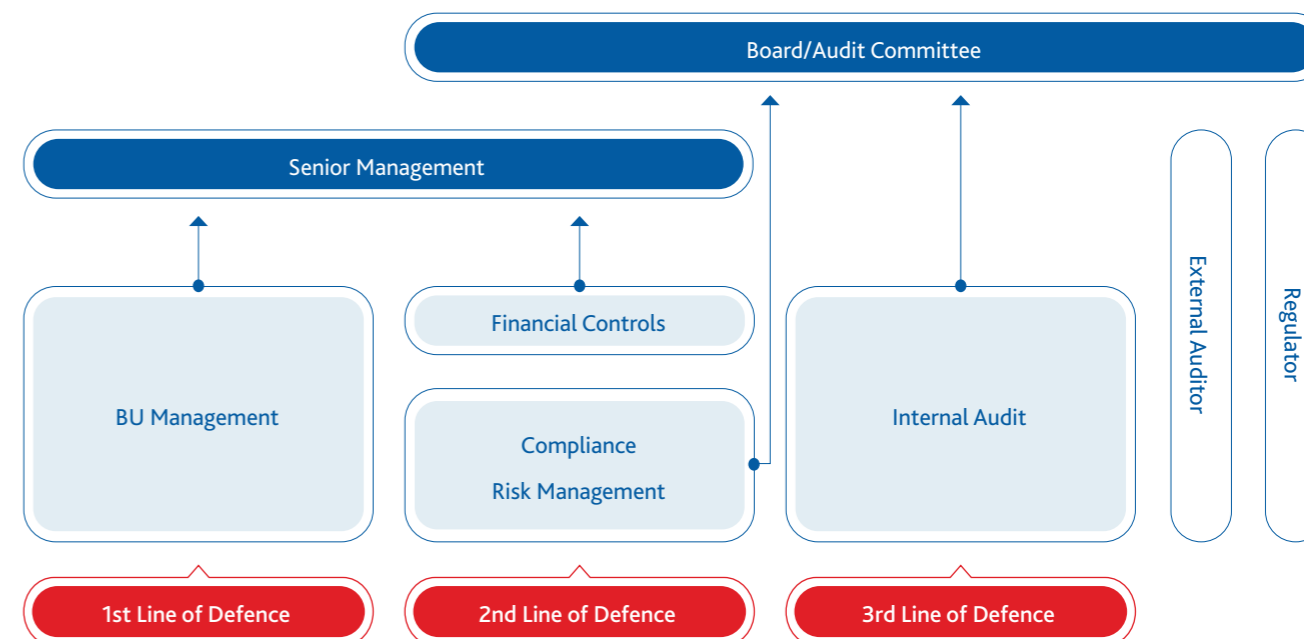 Board/Audit Committee
Senior Management
BU Management
Financial Controls
Compliance
Risk Management
Internal Audit
External Auditor
Regulator
1st Line of Defence
2nd Line of Defence
3rd Line of Defence